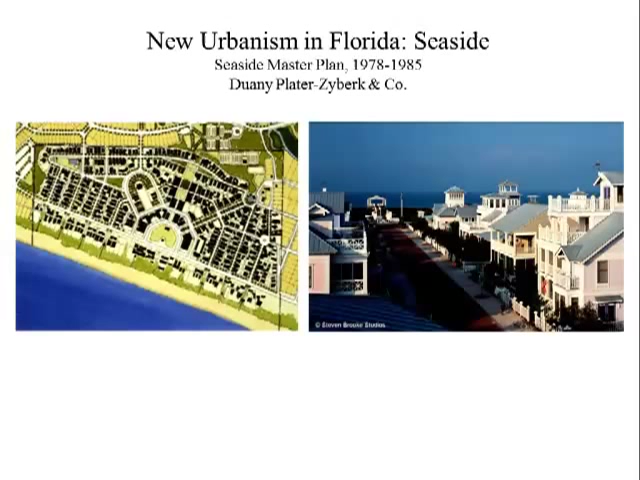 New Urbanism in Florida: Seaside
Seaside Master Plan, 1978-1985
Duany Plater-Zyberk & Co.
© Steven Brooke Studios